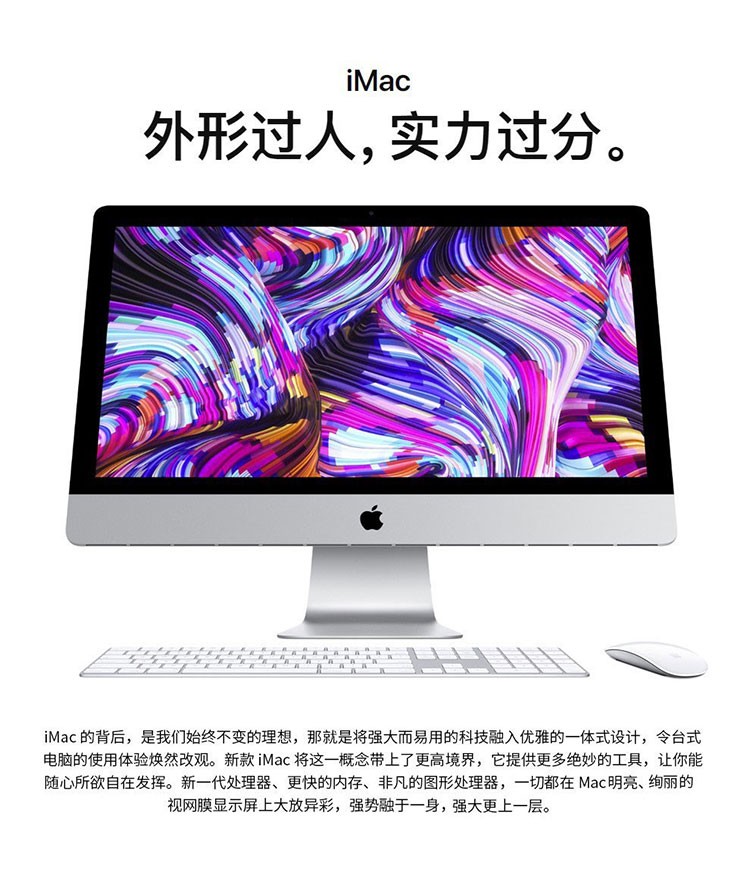 iMac
外形过人，实力过分。
iMac 的背后，是我们始终不变的理想，那就是将强大而易用的科技融入优雅的一体式设计，令台式
电脑的使用体验焕然改观。新款 iMac 将这一概念带上了更高境界，它提供更多绝妙的工具，让你能
随心所欲自在发挥。新一代处理器、更快的内存、非凡的图形处理器，一切都在 Mac明亮、绚丽的
视网膜显示屏上大放异彩，强势融于一身，强大更上一层。